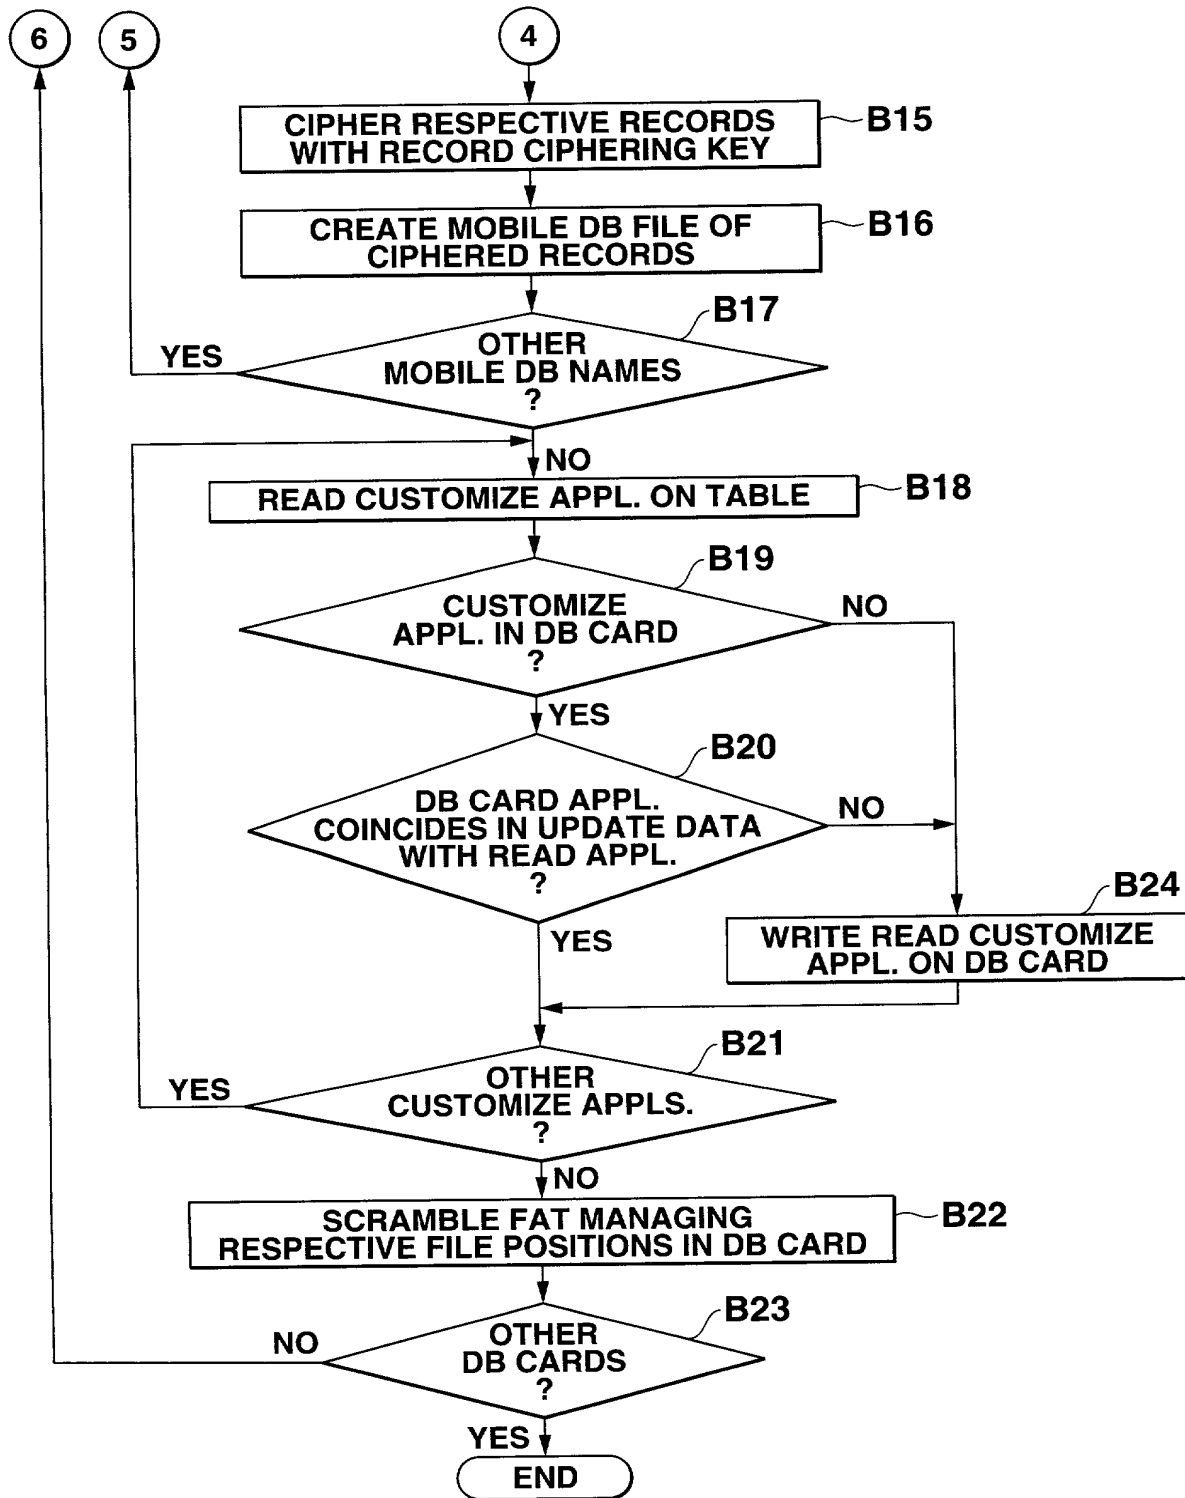 6
5
4
CIPHER RESPECTIVE RECORDS
WITH RECORD CIPHERING KEY
B15
CREATE MOBILE DB FILE OF
CIPHERED RECORDS
B16
B17
OTHER
MOBILE DB NAMES
?
YES
NO
READ CUSTOMIZE APPL. ON TABLE
B18
B19
CUSTOMIZE
APPL. IN DB CARD
?
NO
YES
B20
DB CARD APPL.
COINCIDES IN UPDATE DATA
WITH READ APPL.
?
NO
YES
B24
WRITE READ CUSTOMIZE
APPL. ON DB CARD
B21
OTHER
CUSTOMIZE APPLS.
?
YES
NO
SCRAMBLE FAT MANAGING
RESPECTIVE FILE POSITIONS IN DB CARD
B22
B23
OTHER
DB CARDS
?
NO
YES
END